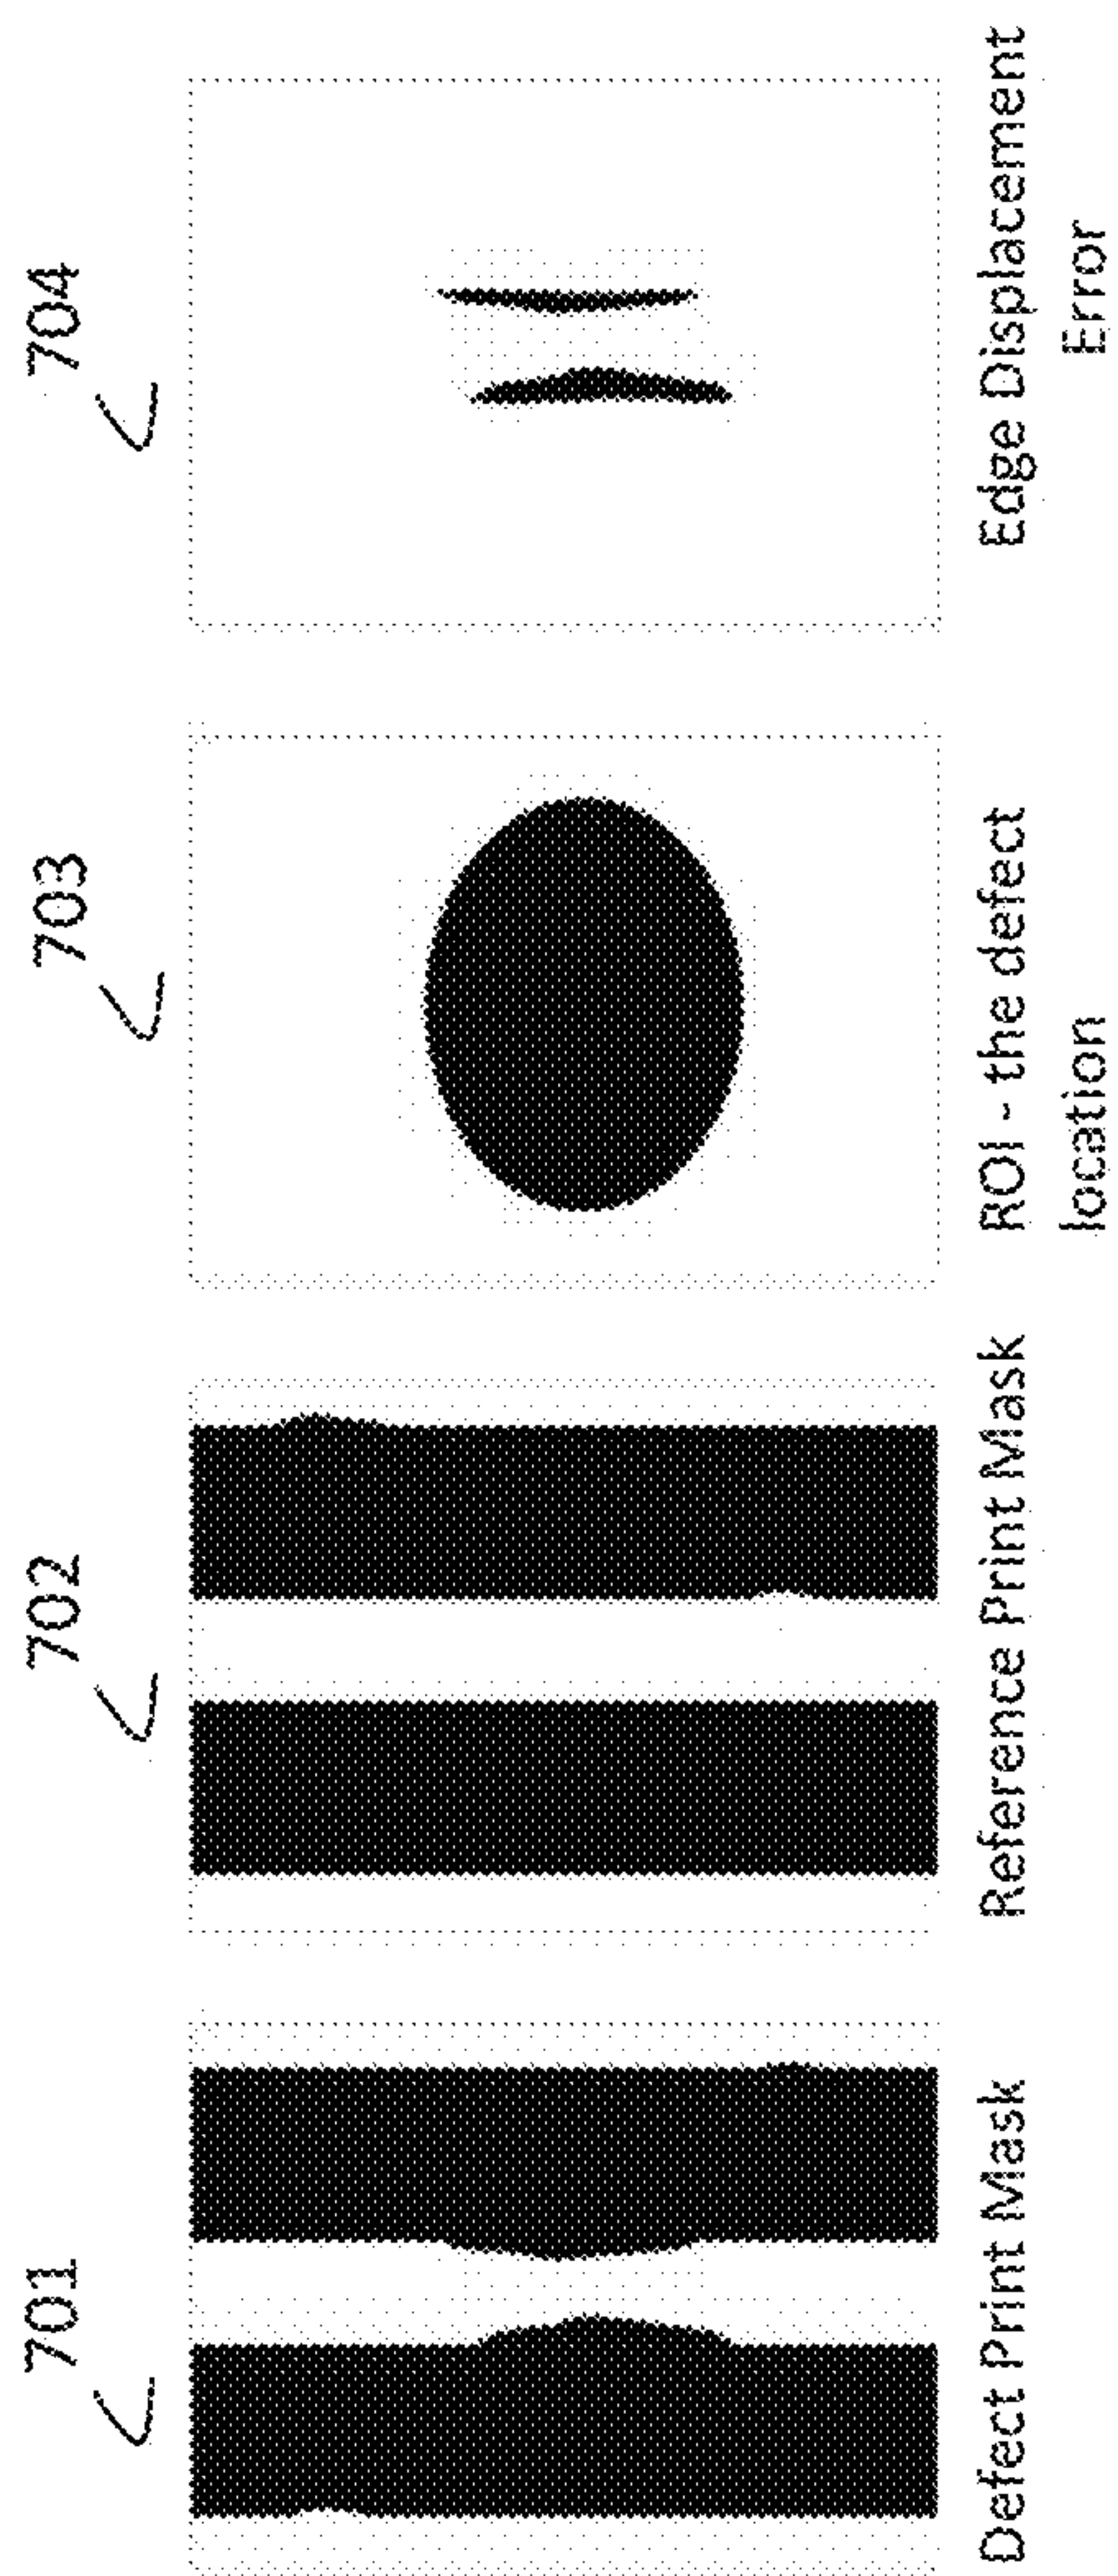 701
702
703
704
Defect Print Mask
Reference Print Mask
ROI - the defect
location
Edge Displacement
Error